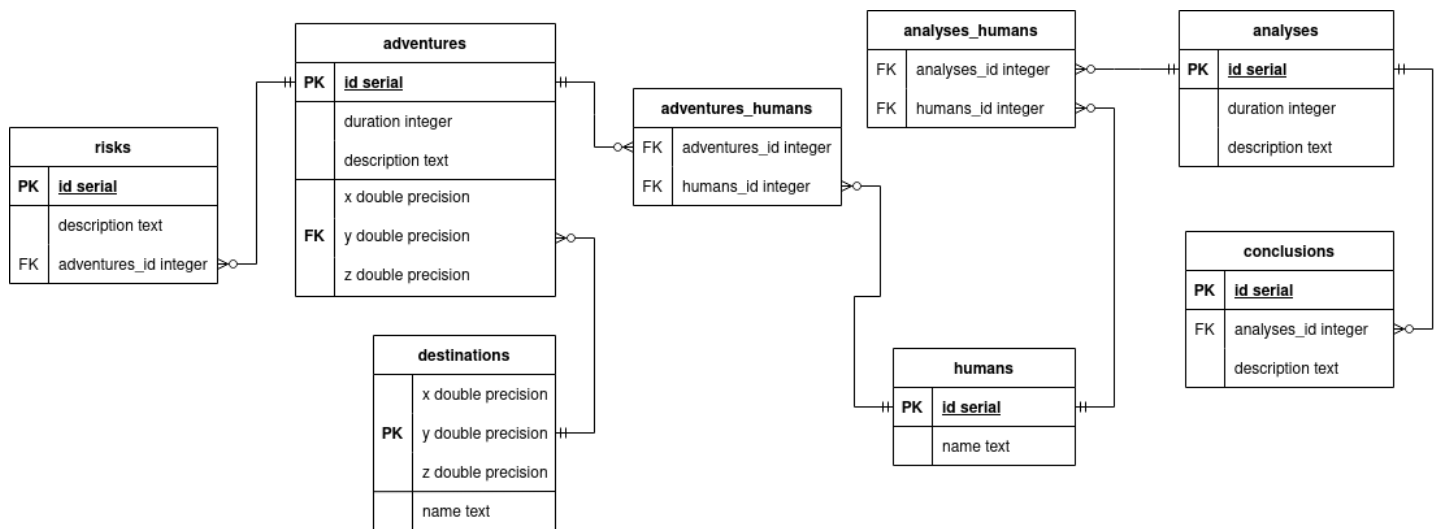 risks
PK id serial
description text
FK adventures_id integer
adventures
PK id serial
duration integer
description text
x double precision
FK y double precision
z double precision
destinations
x double precision
PK y double precision
z double precision
name text
adventures_humans
FK adventures_id integer
FK humans_id integer
analyses_humans
FK analyses_id integer
FK humans_id integer
humans
PK id serial
name text
analyses
PK id serial
duration integer
description text
conclusions
PK id serial
FK analyses_id integer
description text